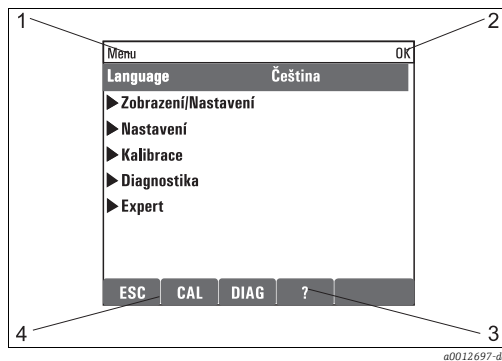 1 2
Menu OK
Language Čeština
▶Zobrazení/Nastavení
▶Nastavení
▶Kalibrace
▶Diagnostika
▶Expert
ESC CAL DIAG ?
4 3
a0012697-d